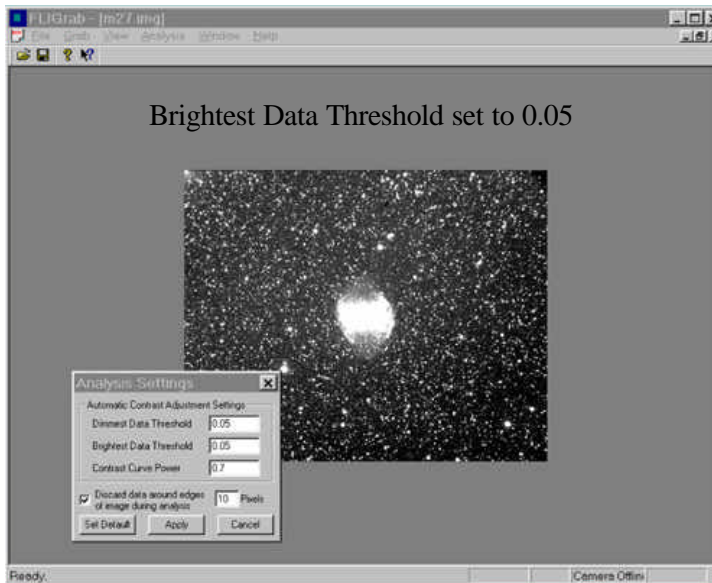 FLIGrab - [m27.img]
File Grab View Analysis Window Help
Brightest Data Threshold set to 0.05
Analysis Settings
Automatic Contrast Adjustment Settings
Dimmest Data Threshold 0.05
Brightest Data Threshold 0.05
Contrast Curve Power 0.7
Discard data around edges
of image during analysis 10 Pixels
Set Default Apply Cancel
Ready. Camera Offlin